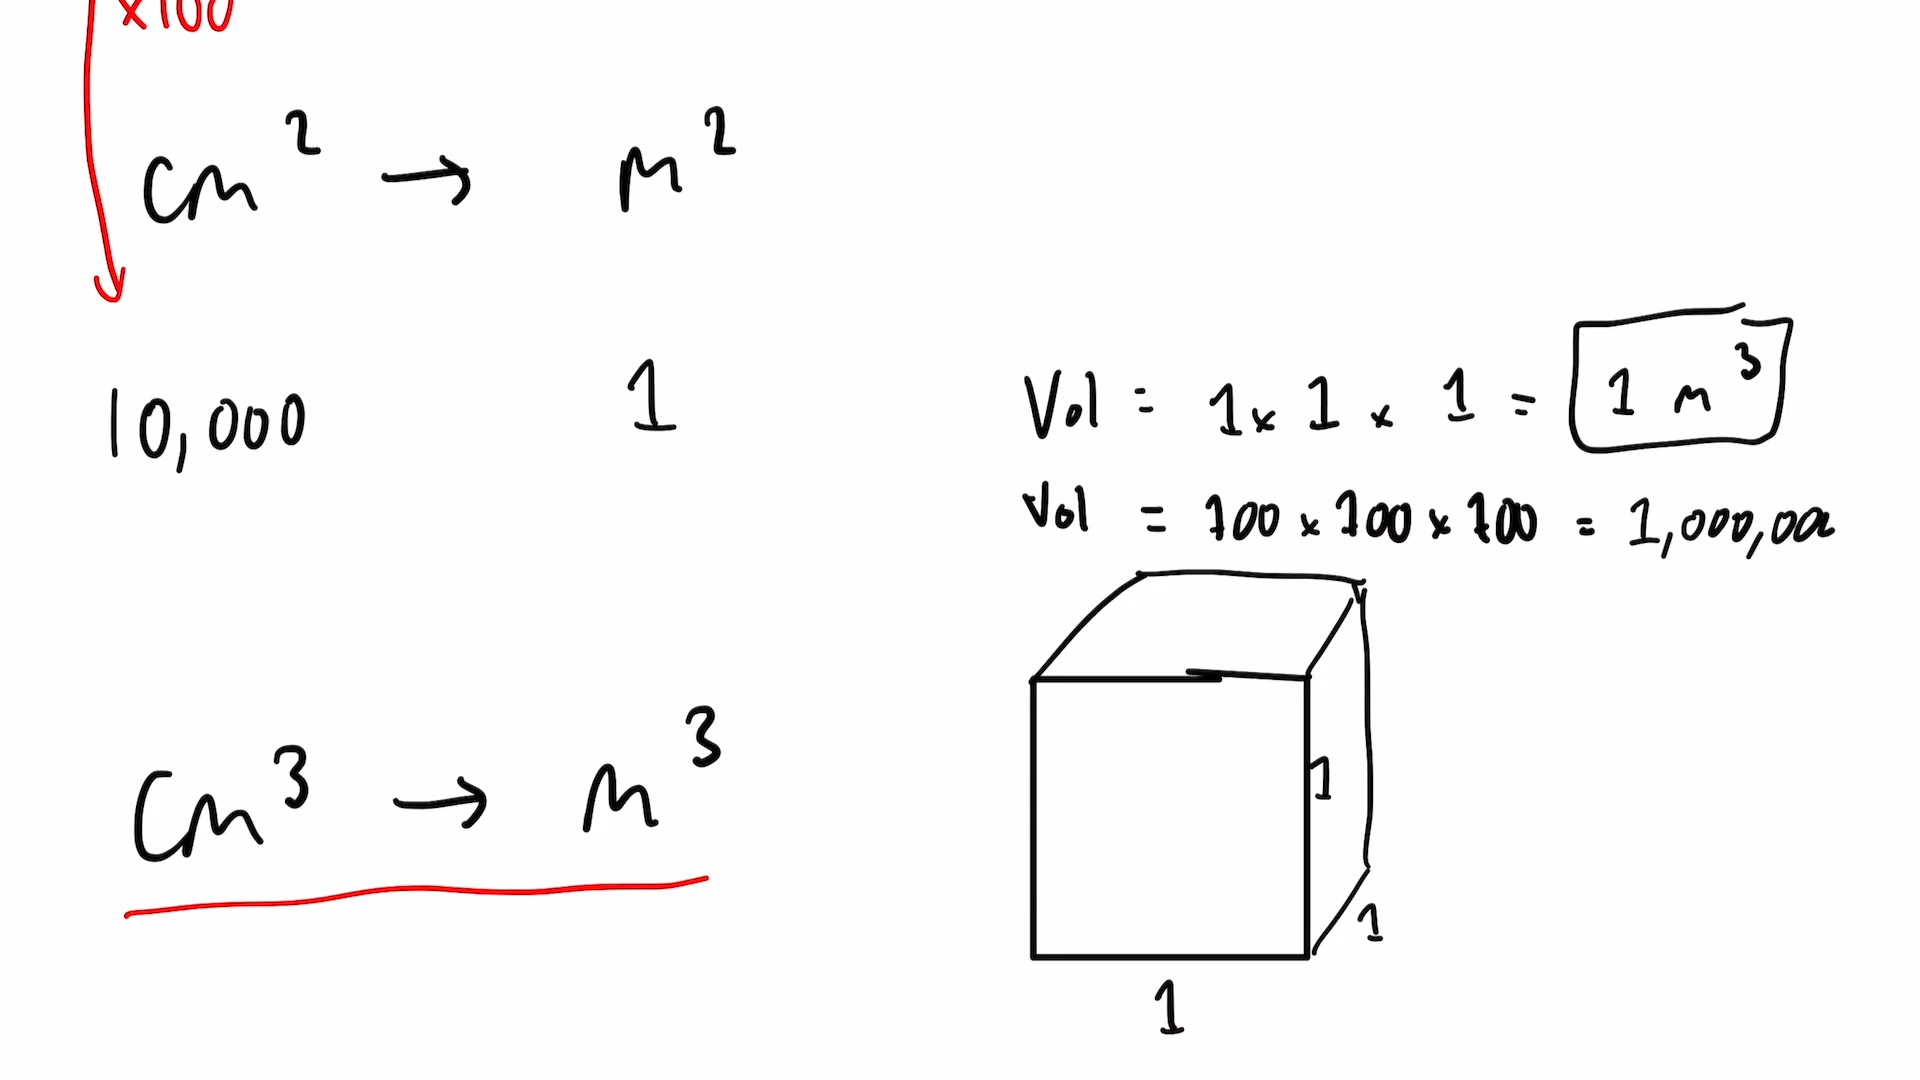 x100
cm² → m²
10,000 1
Vol = 1 x 1 x 1 = 1 m³
Vol = 100 x 100 x 100 = 1,000,000
cm³ → m³
1
1
1